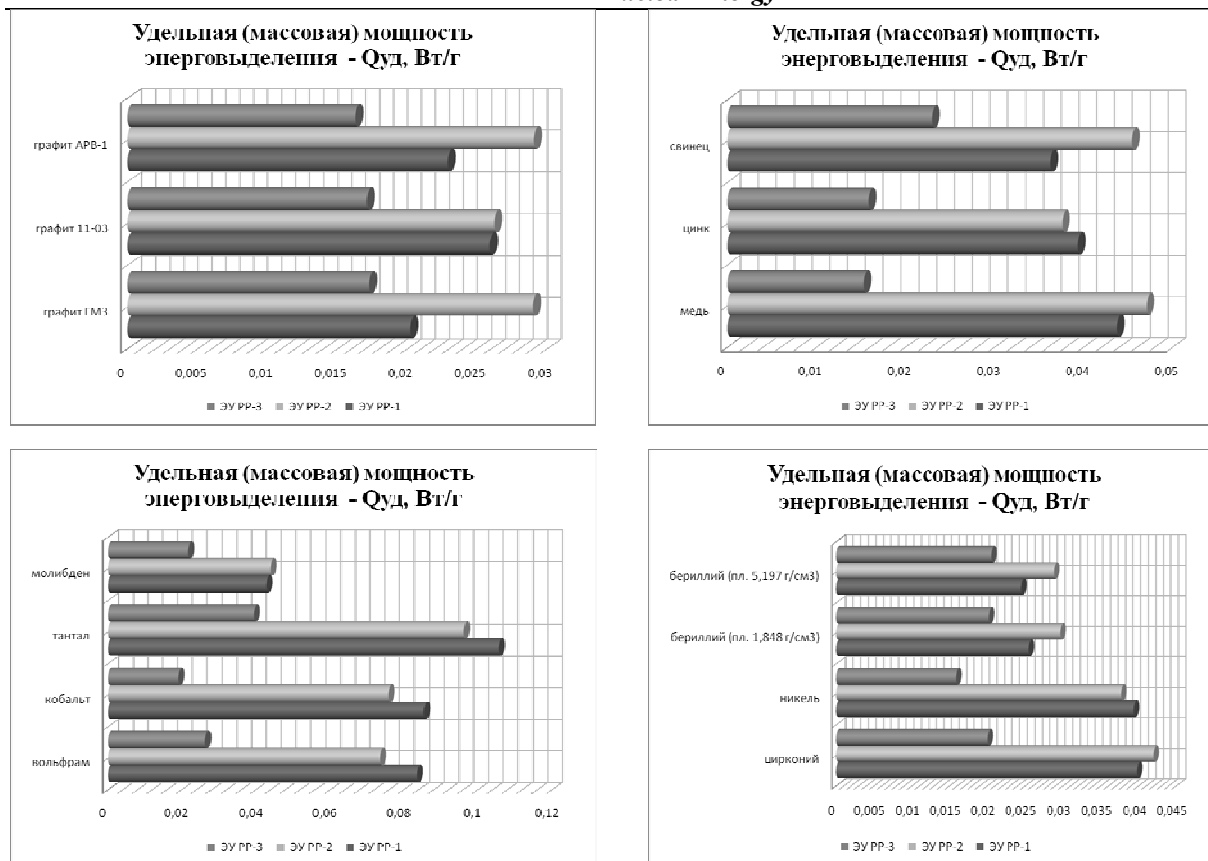 Удельная (массовая) мощность
энерговыделения - Qуд, Вт/г
графит АРВ-1
графит 11-03
графит ГМЗ
0 0,005 0,01 0,015 0,02 0,025 0,03
ЭУ РР-3 ЭУ РР-2 ЭУ РР-1
Удельная (массовая) мощность
энерговыделения - Qуд, Вт/г
свинец
цинк
медь
0 0,01 0,02 0,03 0,04 0,05
ЭУ РР-3 ЭУ РР-2 ЭУ РР-1
Удельная (массовая) мощность
энерговыделения - Qуд, Вт/г
молибден
тантал
кобальт
вольфрам
0 0,02 0,04 0,06 0,08 0,1 0,12
ЭУ РР-3 ЭУ РР-2 ЭУ РР-1
Удельная (массовая) мощность
энерговыделения - Qуд, Вт/г
бериллий (пл. 5,197 г/см3)
бериллий (пл. 1,848 г/см3)
никель
цирконий
0 0,005 0,01 0,015 0,02 0,025 0,03 0,035 0,04 0,045
ЭУ РР-3 ЭУ РР-2 ЭУ РР-1